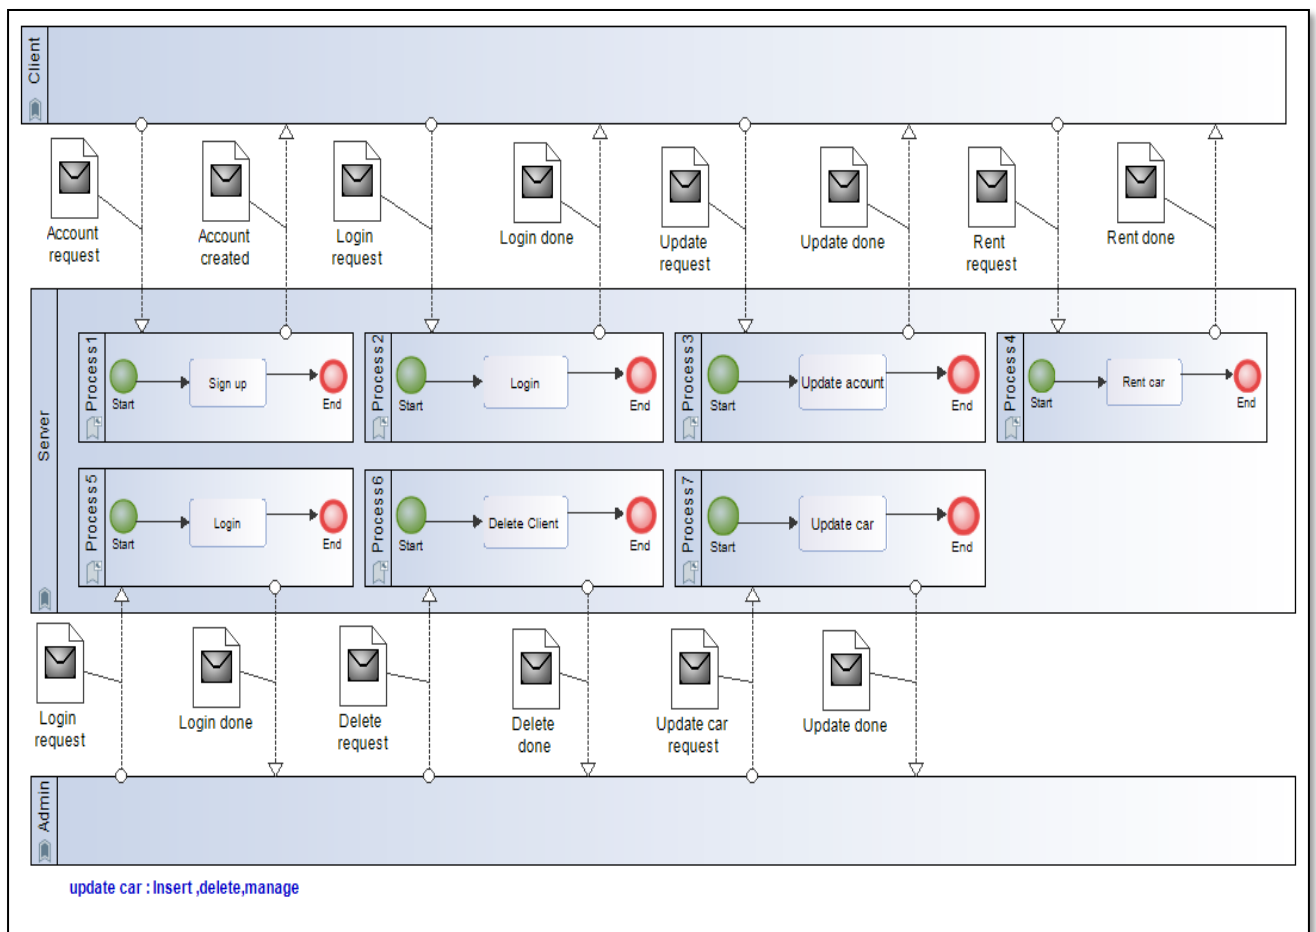 Client
Account
request
Account
created
Login
request
Login done
Update
request
Update done
Rent
request
Rent done
Server
Process1
Start
Sign up
End
Process2
Start
Login
End
Process3
Start
Update acount
End
Process4
Start
Rent car
End
Process5
Start
Login
End
Process6
Start
Delete Client
End
Process7
Start
Update car
End
Login
request
Login done
Delete
request
Delete
done
Update car
request
Update done
Admin
update car : Insert ,delete,manage